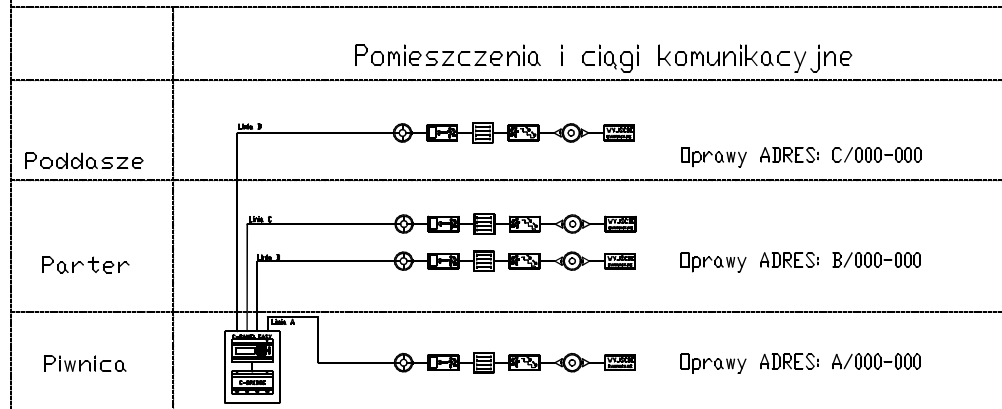 Pomieszczenia i ciągi komunikacyjne
Linia D
Poddasze
Oprawy ADRES: C/000-000
Linia C
Parter
Linia B
Oprawy ADRES: B/000-000
Linia A
Piwnica
Oprawy ADRES: A/000-000